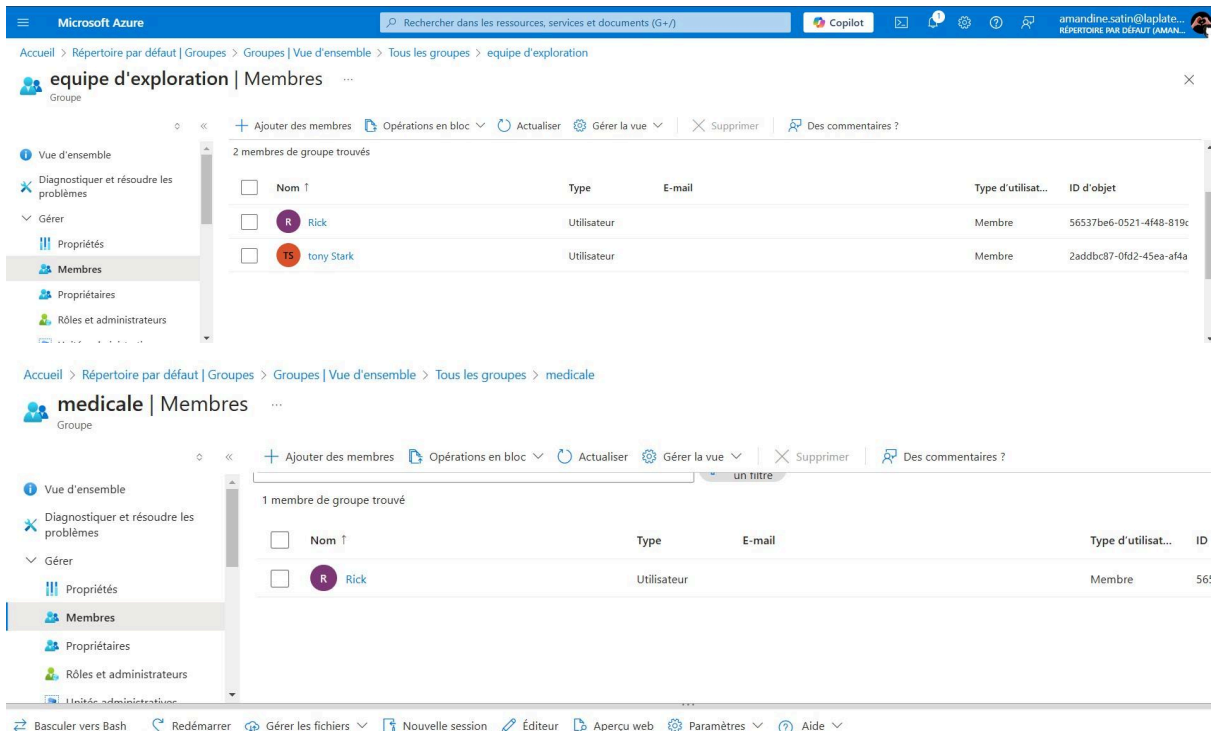 Microsoft Azure
Rechercher dans les ressources, services et documents (G+/)
Copilot
1
amandine.satin@laplate...
RÉPERTOIRE PAR DÉFAUT (AMAN...
Accueil > Répertoire par défaut | Groupes > Groupes | Vue d'ensemble > Tous les groupes > equipe d'exploration
equipe d'exploration | Membres ...
Groupe
Ajouter des membres Opérations en bloc Actualiser Gérer la vue Supprimer Des commentaires ?
Vue d'ensemble
Diagnostiquer et résoudre les
problèmes
Gérer
Propriétés
Membres
Propriétaires
Rôles et administrateurs
2 membres de groupe trouvés
Nom ↑ Type E-mail Type d'utilisat... ID d'objet
R Rick Utilisateur Membre 56537be6-0521-4f48-819c
TS tony Stark Utilisateur Membre 2addbc87-0fd2-45ea-af4a
Accueil > Répertoire par défaut | Groupes > Groupes | Vue d'ensemble > Tous les groupes > medicale
medicale | Membres ...
Groupe
Ajouter des membres Opérations en bloc Actualiser Gérer la vue Supprimer Des commentaires ?
Vue d'ensemble
Diagnostiquer et résoudre les
problèmes
Gérer
Propriétés
Membres
Propriétaires
Rôles et administrateurs
Unités administratives
un filtre
1 membre de groupe trouvé
Nom ↑ Type E-mail Type d'utilisat... ID
R Rick Utilisateur Membre 565
Basculer vers Bash Redémarrer Gérer les fichiers Nouvelle session Éditeur Aperçu web Paramètres Aide